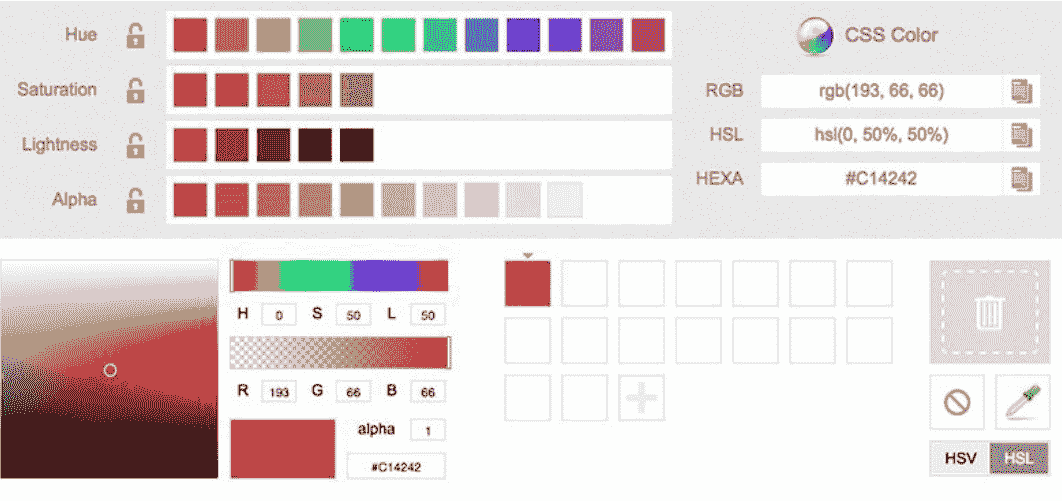 Hue
Saturation
Lightness
Alpha
CSS Color
RGB rgb(193, 66, 66)
HSL hsl(0, 50%, 50%)
HEXA #C14242
H 0 S 50 L 50
R 193 G 66 B 66
alpha 1
#C14242
HSV HSL